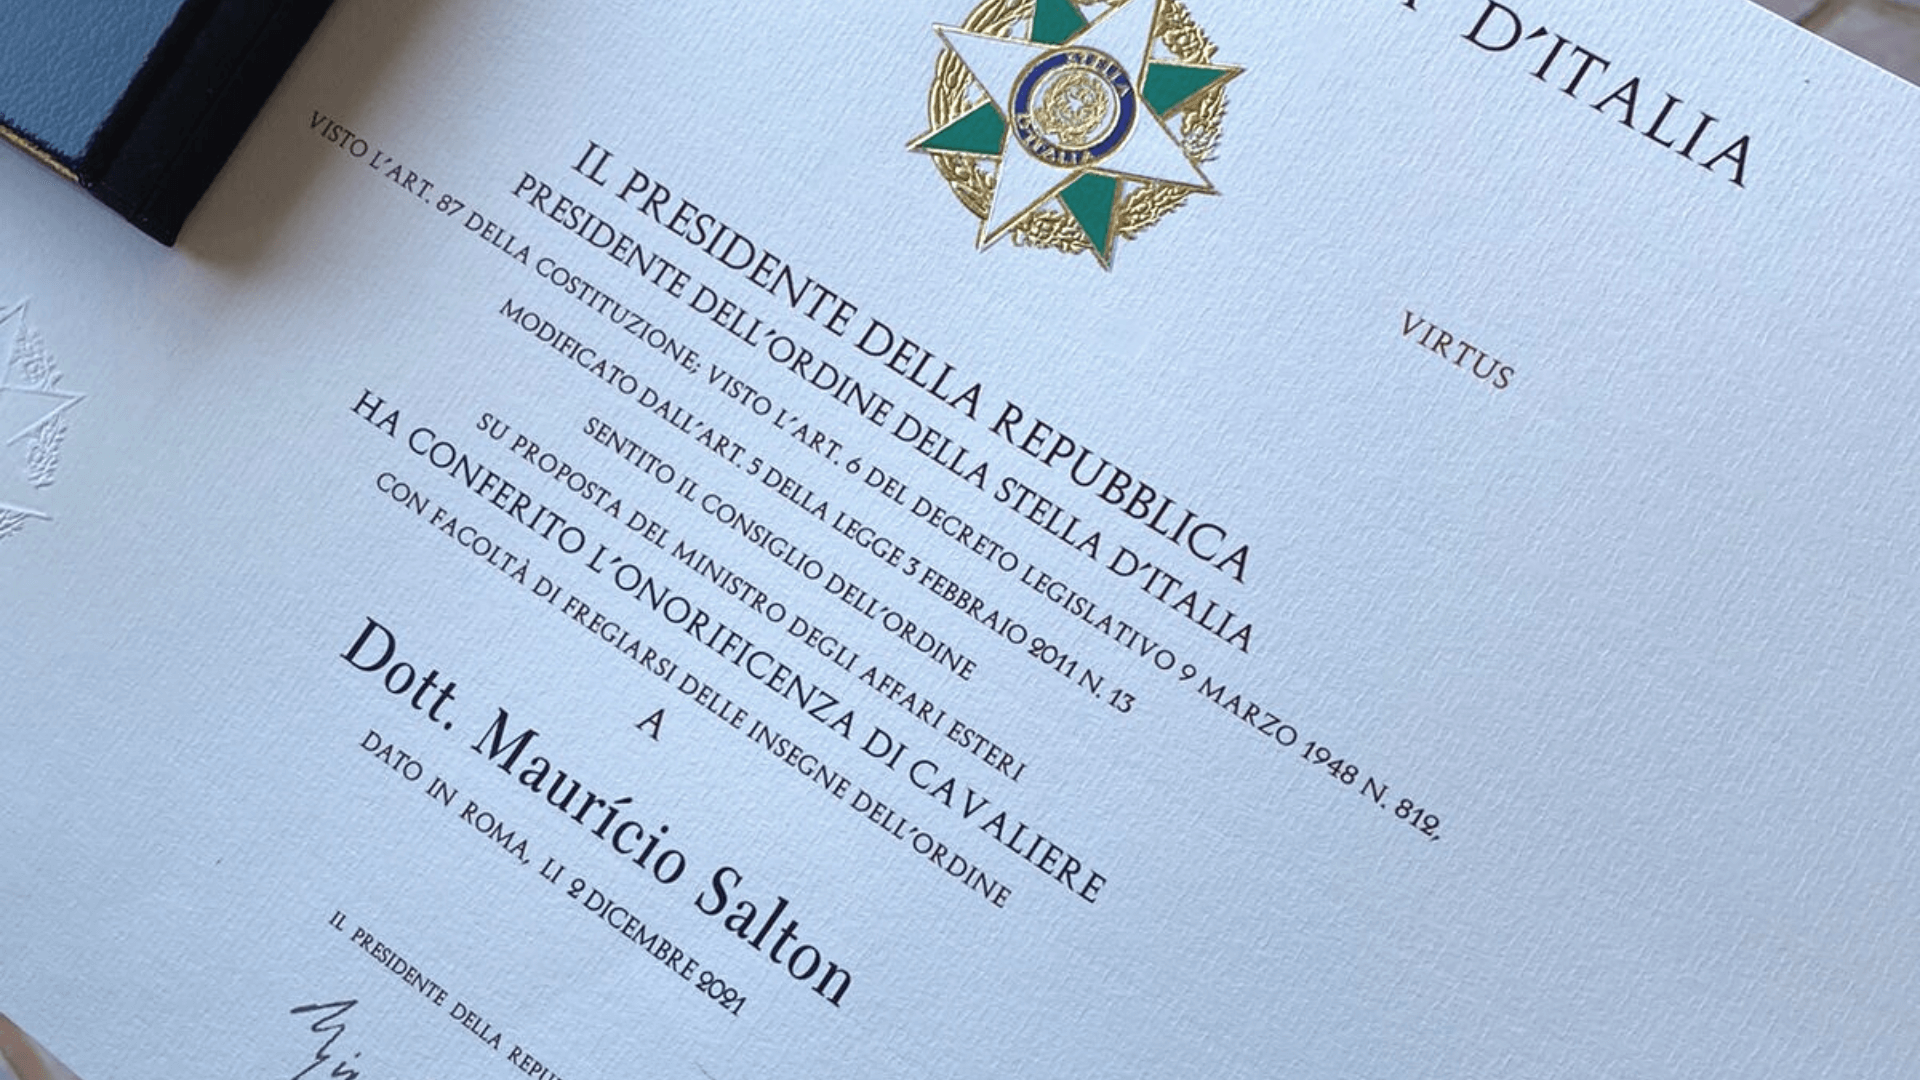 D'ITALIA
STELLA
D'ITALIA
VIRTUS
IL PRESIDENTE DELLA REPUBBLICA
PRESIDENTE DELL'ORDINE DELLA STELLA D'ITALIA
VISTO L'ART. 87 DELLA COSTITUZIONE; VISTO L'ART. 6 DEL DECRETO LEGISLATIVO 9 MARZO 1948 N. 812,
MODIFICATO DALL'ART. 5 DELLA LEGGE 3 FEBBRAIO 2011 N. 13
SENTITO IL CONSIGLIO DELL'ORDINE
SU PROPOSTA DEL MINISTRO DEGLI AFFARI ESTERI
HA CONFERITO L'ONORIFICENZA DI CAVALIERE
CON FACOLTÀ DI FREGIARSI DELLE INSEGNE DELL'ORDINE
A
Dott. Maurício Salton
DATO IN ROMA, LI 2 DICEMBRE 2021
IL PRESIDENTE DELLA